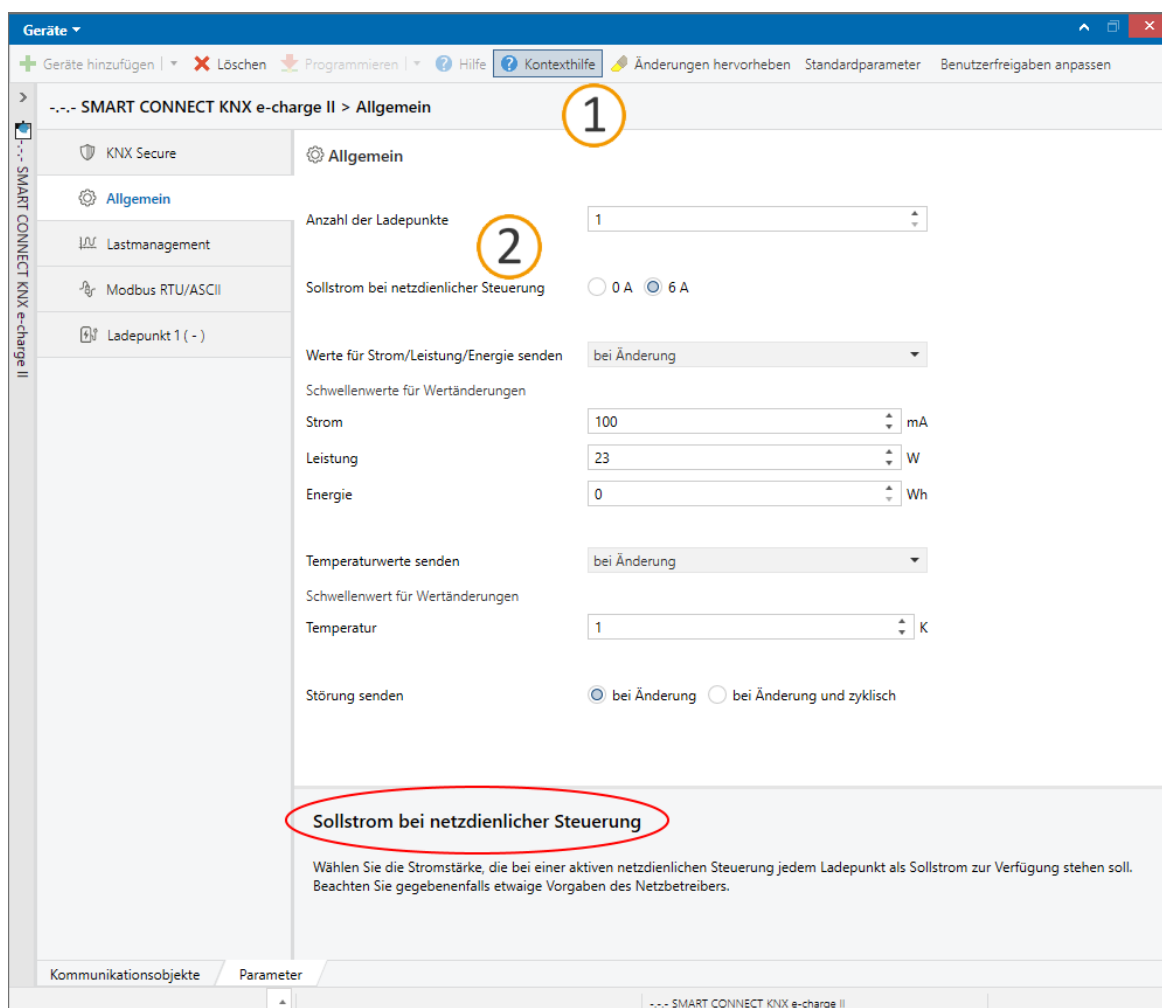 Geräte
Geräte hinzufügen Löschen Programmieren Hilfe Kontexthilfe Änderungen hervorheben Standardparameter Benutzerfreigaben anpassen
-.-.- SMART CONNECT KNX e-charge II > Allgemein
1
-.-.- SMART CONNECT KNX e-charge II
KNX Secure
Allgemein
Lastmanagement
Modbus RTU/ASCII
Ladepunkt 1 ( - )
Allgemein
Anzahl der Ladepunkte 1
2
Sollstrom bei netzdienlicher Steuerung 0 A 6 A
Werte für Strom/Leistung/Energie senden bei Änderung
Schwellenwerte für Wertänderungen
Strom 100 mA
Leistung 23 W
Energie 0 Wh
Temperaturwerte senden bei Änderung
Schwellenwert für Wertänderungen
Temperatur 1 K
Störung senden bei Änderung bei Änderung und zyklisch
Sollstrom bei netzdienlicher Steuerung
Wählen Sie die Stromstärke, die bei einer aktiven netzdienlichen Steuerung jedem Ladepunkt als Sollstrom zur Verfügung stehen soll.
Beachten Sie gegebenenfalls etwaige Vorgaben des Netzbetreibers.
Kommunikationsobjekte Parameter
-.-.- SMART CONNECT KNX e-charge II